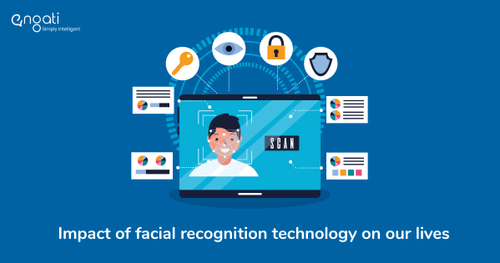 engati
Simply intelligent
SCAN
Impact of facial recognition technology on our lives